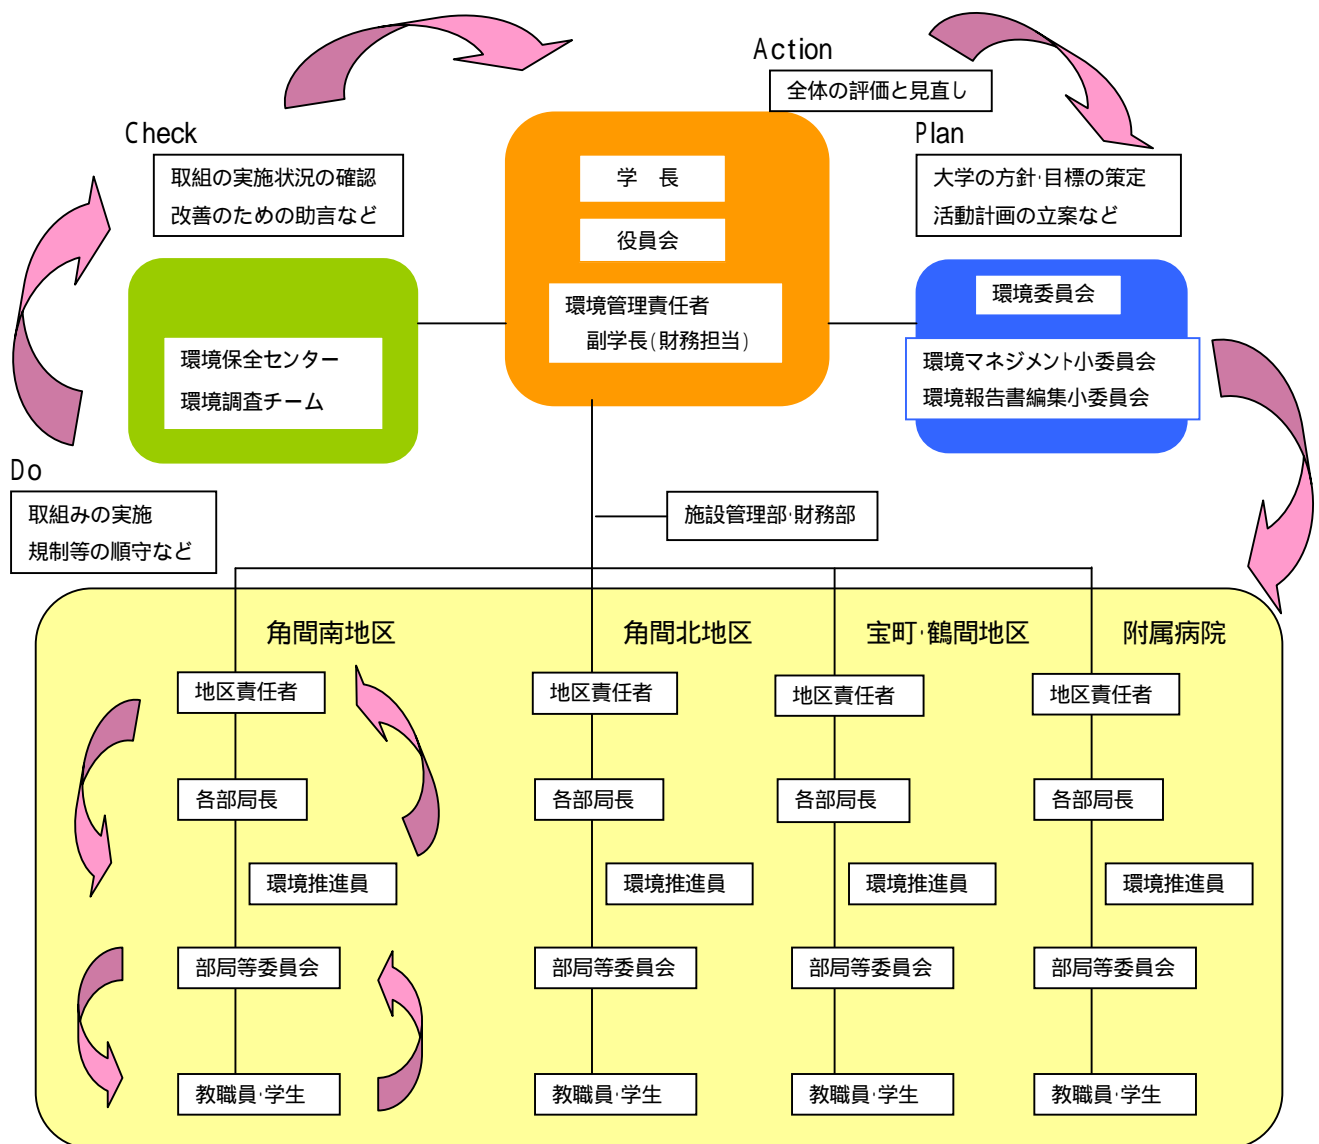 Action
全体の評価と見直し
Check
取組の実施状況の確認
改善のための助言など
Plan
大学の方針・目標の策定
活動計画の立案など
学 長
役員会
環境管理責任者
副学長(財務担当)
環境保全センター
環境調査チーム
環境委員会
環境マネジメント小委員会
環境報告書編集小委員会
Do
取組みの実施
規制等の順守など
施設管理部・財務部
角間南地区
角間北地区
宝町・鶴間地区
附属病院
地区責任者
地区責任者
地区責任者
地区責任者
各部局長
各部局長
各部局長
各部局長
環境推進員
環境推進員
環境推進員
環境推進員
部局等委員会
部局等委員会
部局等委員会
部局等委員会
教職員・学生
教職員・学生
教職員・学生
教職員・学生